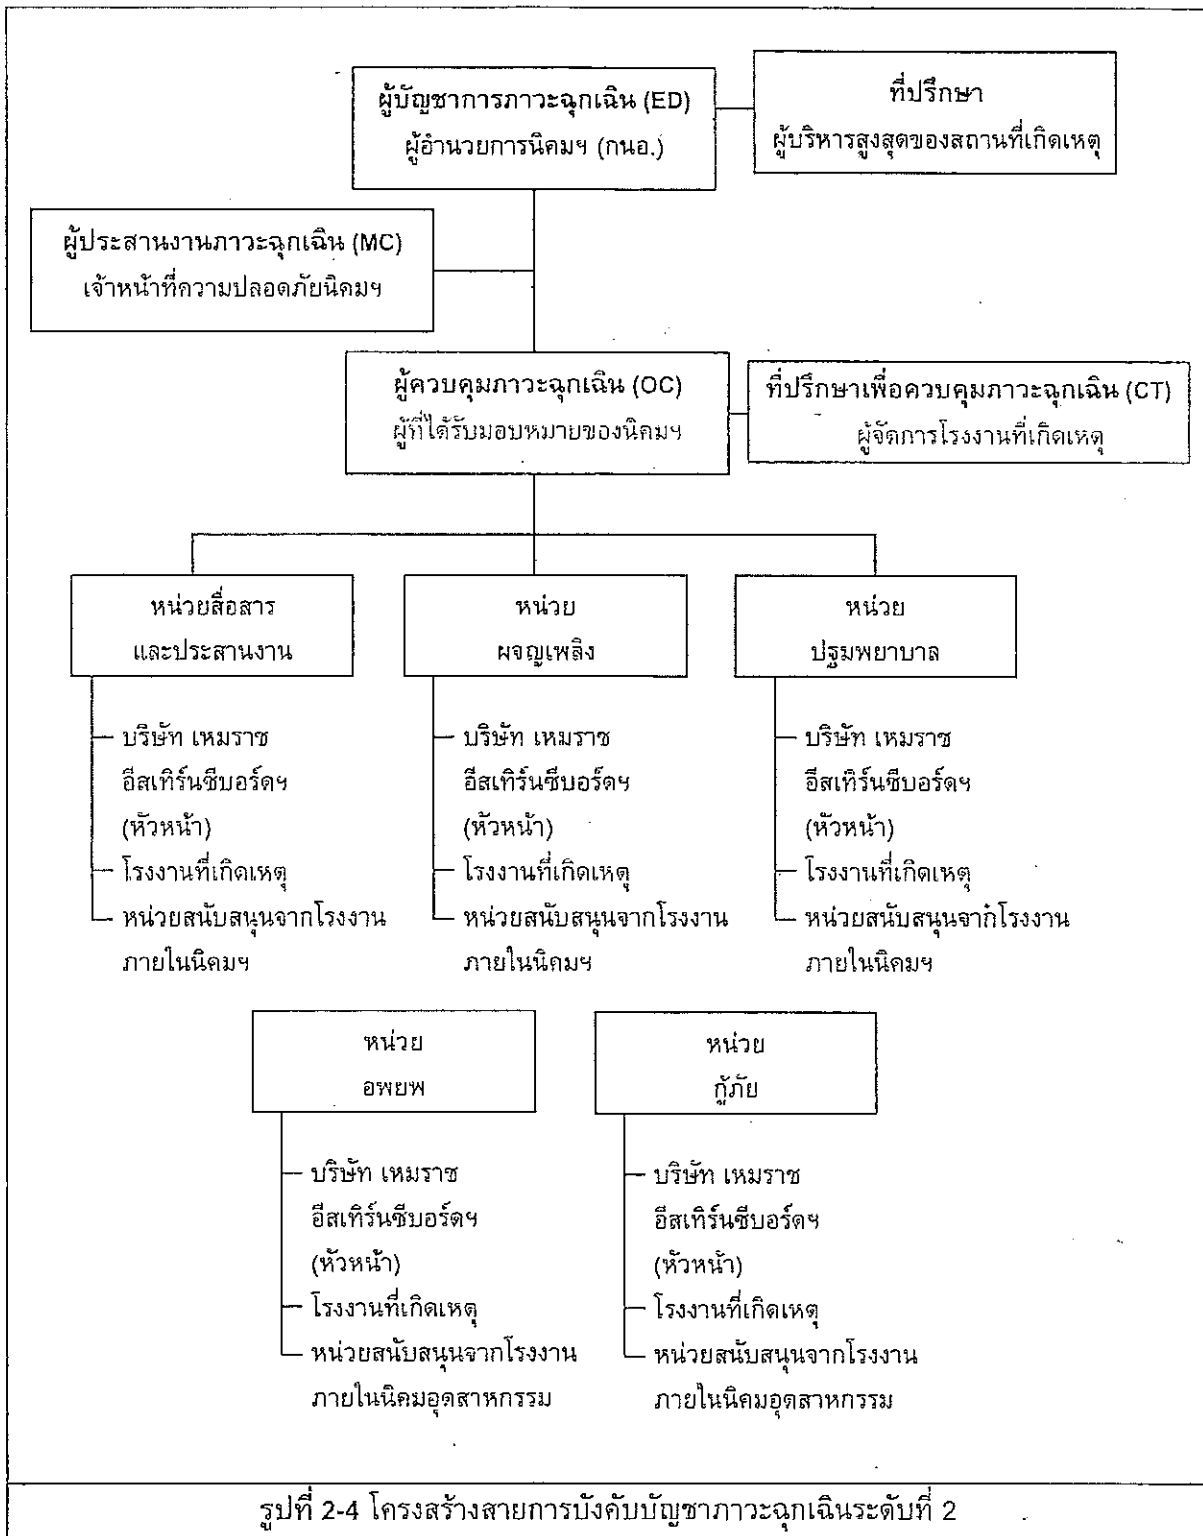 ผู้บัญชาการภาวะฉุกเฉิน (ED)
ผู้อำนวยการนิคมฯ (กนอ.)
ที่ปรึกษา
ผู้บริหารสูงสุดของสถานที่เกิดเหตุ
ผู้ประสานงานภาวะฉุกเฉิน (MC)
เจ้าหน้าที่ความปลอดภัยนิคมฯ
ผู้ควบคุมภาวะฉุกเฉิน (OC)
ผู้ที่ได้รับมอบหมายของนิคมฯ
ที่ปรึกษาเพื่อควบคุมภาวะฉุกเฉิน (CT)
ผู้จัดการโรงงานที่เกิดเหตุ
หน่วยสื่อสาร
และประสานงาน
บริษัท เหมราช
อีสเทิร์นซีบอร์ดฯ
(หัวหน้า)
โรงงานที่เกิดเหตุ
หน่วยสนับสนุนจากโรงงาน
ภายในนิคมฯ
หน่วย
ผจญเพลิง
บริษัท เหมราช
อีสเทิร์นซีบอร์ดฯ
(หัวหน้า)
โรงงานที่เกิดเหตุ
หน่วยสนับสนุนจากโรงงาน
ภายในนิคมฯ
หน่วย
ปฐมพยาบาล
บริษัท เหมราช
อีสเทิร์นซีบอร์ดฯ
(หัวหน้า)
โรงงานที่เกิดเหตุ
หน่วยสนับสนุนจากโรงงาน
ภายในนิคมฯ
หน่วย
อพยพ
บริษัท เหมราช
อีสเทิร์นซีบอร์ดฯ
(หัวหน้า)
โรงงานที่เกิดเหตุ
หน่วยสนับสนุนจากโรงงาน
ภายในนิคมอุตสาหกรรม
หน่วย
กู้ภัย
บริษัท เหมราช
อีสเทิร์นซีบอร์ดฯ
(หัวหน้า)
โรงงานที่เกิดเหตุ
หน่วยสนับสนุนจากโรงงาน
ภายในนิคมอุตสาหกรรม
รูปที่ 2-4 โครงสร้างสายการบังคับบัญชาภาวะฉุกเฉินระดับที่ 2